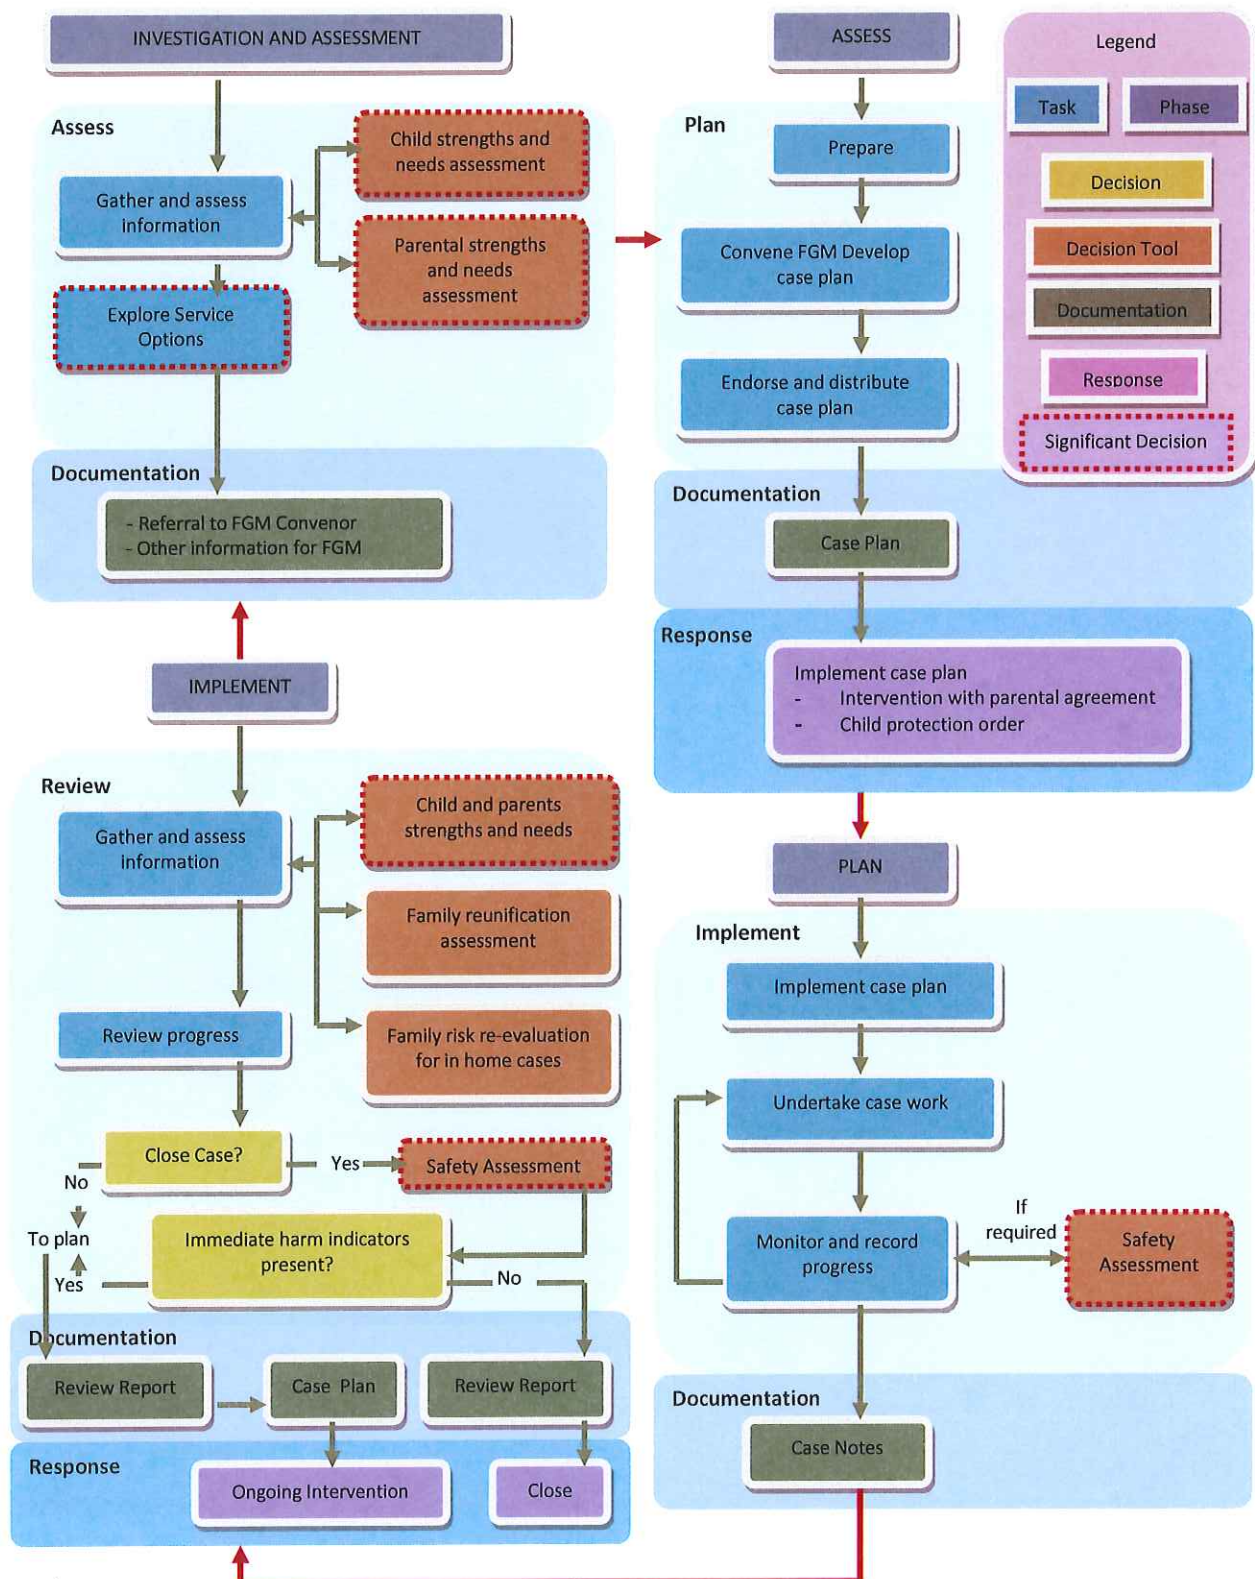 INVESTIGATION AND ASSESSMENT
Assess
Gather and assess
information
Child strengths and
needs assessment
Parental strengths
and needs
assessment
Explore Service
Options
Documentation
- Referral to FGM Convenor
- Other information for FGM
ASSESS
Plan
Prepare
Convene FGM Develop
case plan
Endorse and distribute
case plan
Documentation
Case Plan
Response
Implement case plan
- Intervention with parental agreement
- Child protection order
Legend
Task
Phase
Decision
Decision Tool
Documentation
Response
Significant Decision
PLAN
Implement
Implement case plan
Undertake case work
Monitor and record
progress
If
required
Safety
Assessment
Documentation
Case Notes
IMPLEMENT
Review
Gather and assess
information
Child and parents
strengths and needs
Family reunification
assessment
Family risk re-evaluation
for in home cases
Review progress
Close Case?
Yes
Safety Assessment
No
To plan
Immediate harm indicators
present?
Yes
No
Documentation
Review Report
Case Plan
Review Report
Response
Ongoing Intervention
Close